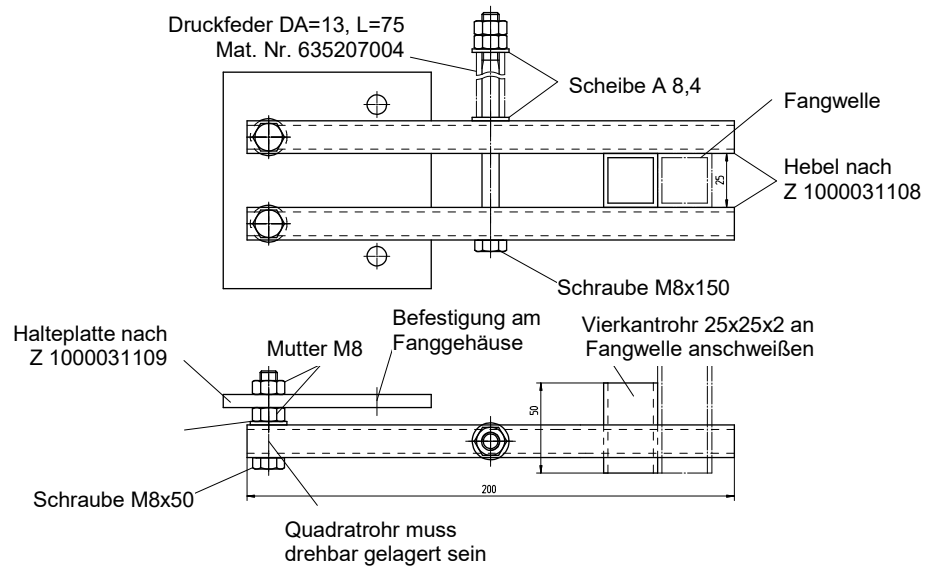 Druckfeder DA=13, L=75
Mat. Nr. 635207004
Scheibe A 8,4
Fangwelle
Hebel nach
Z 1000031108
25
Schraube M8x150
Halteplatte nach
Z 1000031109
Mutter M8
Befestigung am
Fanggehäuse
Vierkantrohr 25x25x2 an
Fangwelle anschweißen
50
200
Schraube M8x50
Quadratrohr muss
drehbar gelagert sein